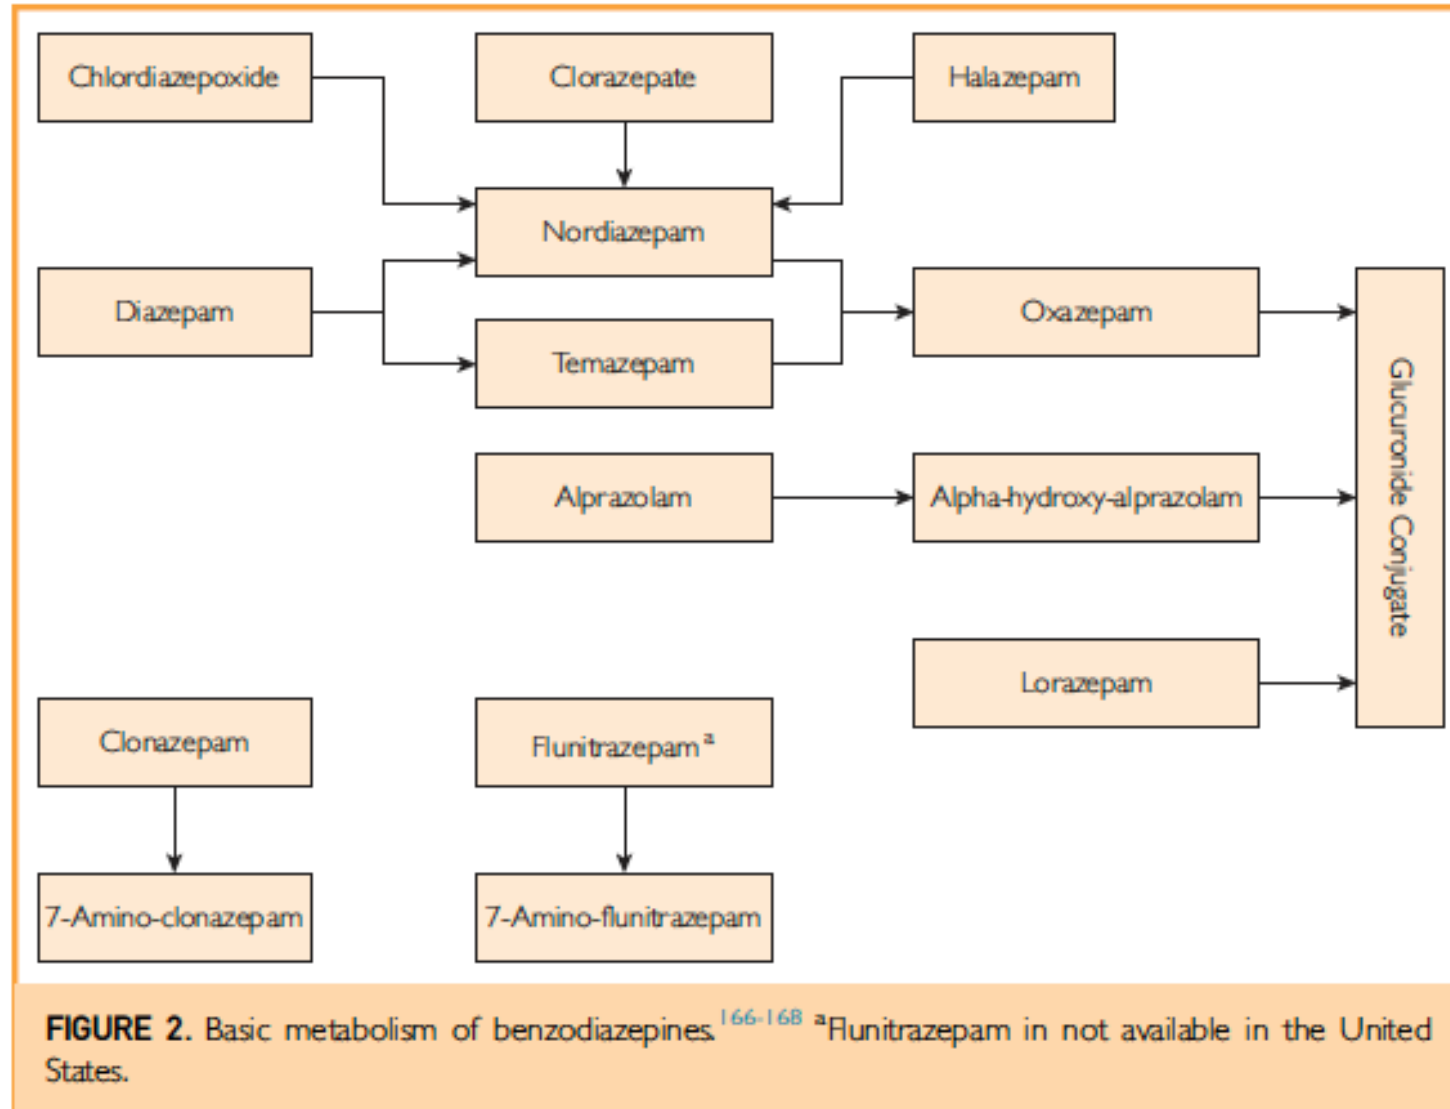 Chlordiazepoxide
Clorazepate
Halazepam
Nordiazepam
Diazepam
Oxazepam
Temazepam
Alprazolam
Alpha-hydroxy-alprazolam
Glucuronide Conjugate
Lorazepam
Clonazepam
Flunitrazepamᵃ
7-Amino-clonazepam
7-Amino-flunitrazepam
FIGURE 2. Basic metabolism of benzodiazepines.¹⁶⁶⁻¹⁶⁸ ᵃFlunitrazepam in not available in the United
States.